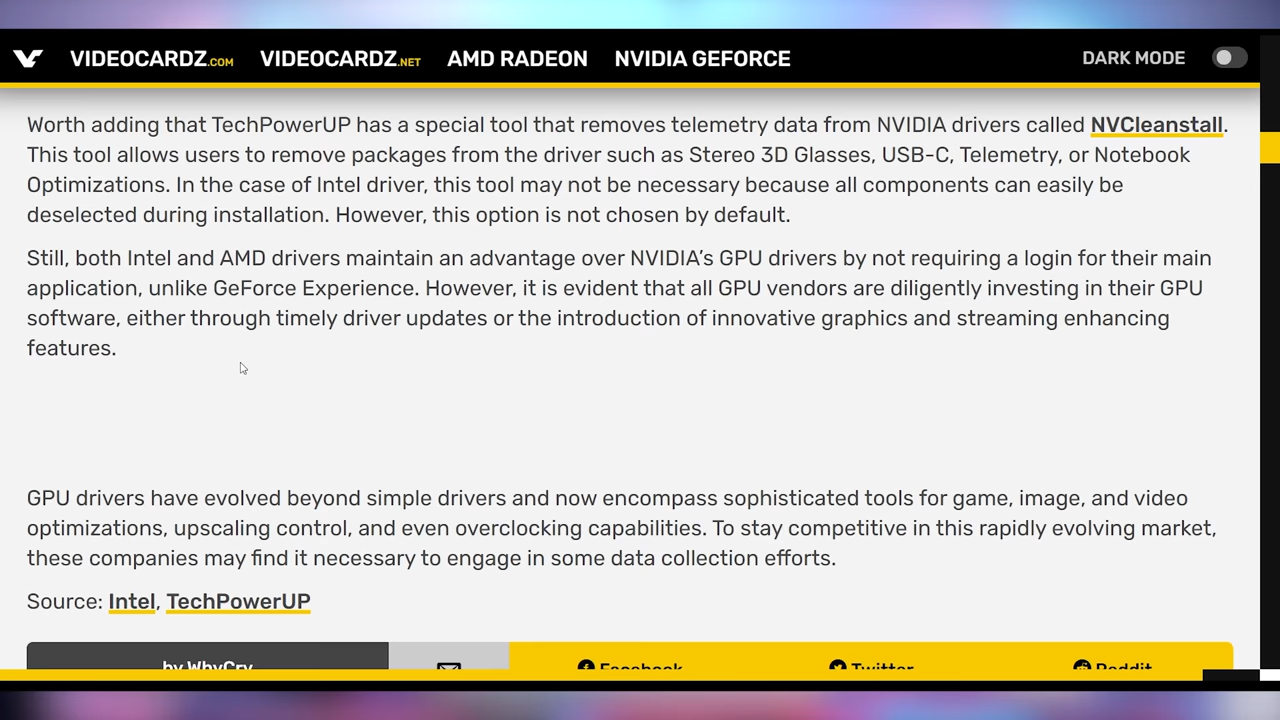 VIDEOCARDZ.COM VIDEOCARDZ.NET AMD RADEON NVIDIA GEFORCE DARK MODE
Worth adding that TechPowerUP has a special tool that removes telemetry data from NVIDIA drivers called NVCleanstall.
This tool allows users to remove packages from the driver such as Stereo 3D Glasses, USB-C, Telemetry, or Notebook
Optimizations. In the case of Intel driver, this tool may not be necessary because all components can easily be
deselected during installation. However, this option is not chosen by default.
Still, both Intel and AMD drivers maintain an advantage over NVIDIA's GPU drivers by not requiring a login for their main
application, unlike GeForce Experience. However, it is evident that all GPU vendors are diligently investing in their GPU
software, either through timely driver updates or the introduction of innovative graphics and streaming enhancing
features.
GPU drivers have evolved beyond simple drivers and now encompass sophisticated tools for game, image, and video
optimizations, upscaling control, and even overclocking capabilities. To stay competitive in this rapidly evolving market,
these companies may find it necessary to engage in some data collection efforts.
Source: Intel, TechPowerUP
by WhyCry Facebook Twitter Reddit